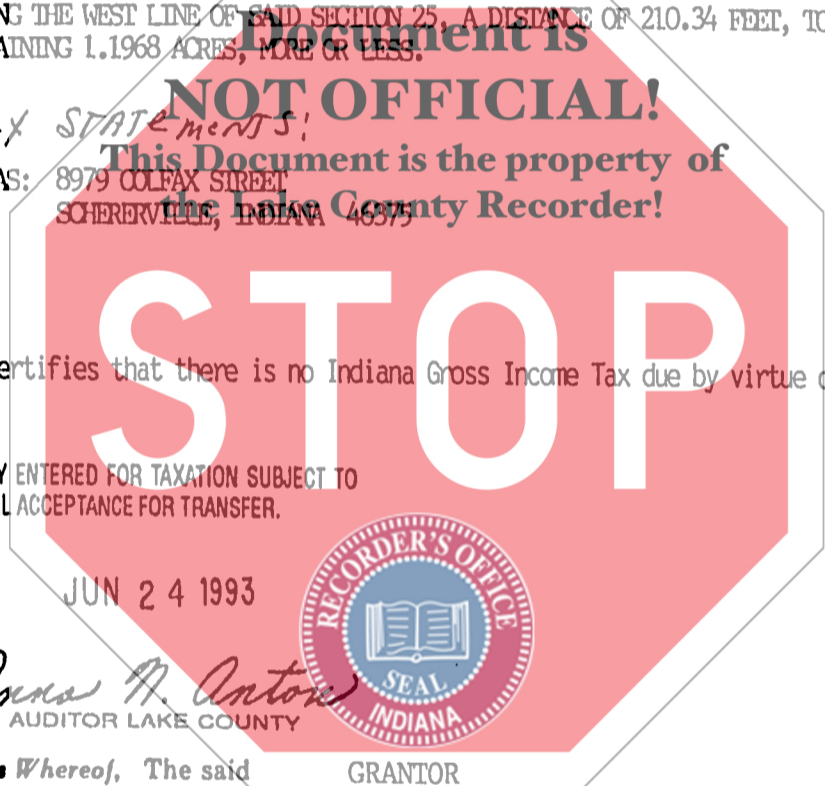 NG THE WEST LINE OF SAID SECTION 25, A DISTANCE OF 210.34 FEET, TO
AINING 1.1968 ACRES, MORE OR LESS.
Document is
NOT OFFICIAL!
X STATEMENTS:
This Document is the property of
the Lake County Recorder!
AS: 8979 COLFAX STREET
SCHERERVILLE, INDIANA 46375
STOP
ertifies that there is no Indiana Gross Income Tax due by virtue o
Y ENTERED FOR TAXATION SUBJECT TO
L ACCEPTANCE FOR TRANSFER.
JUN 24 1993
RECORDER'S OFFICE
SEAL
INDIANA
N. Anton
AUDITOR LAKE COUNTY
Whereof, The said GRANTOR